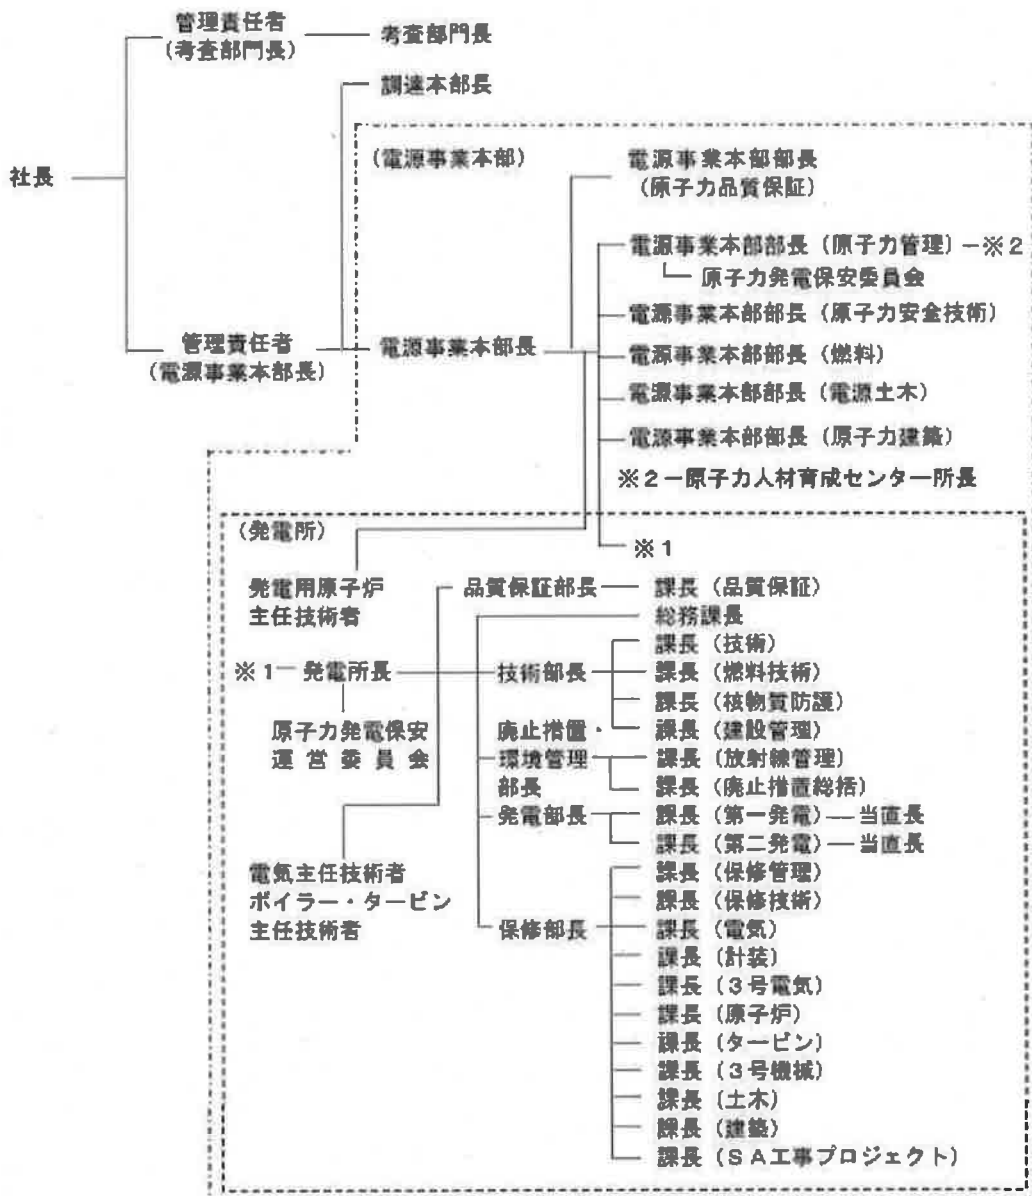 管理責任者
(考査部門長)
考査部門長
調達本部長
社長
(電源事業本部)
電源事業本部部長
(原子力品質保証)
電源事業本部部長(原子力管理)-※2
原子力発電保安委員会
電源事業本部部長(原子力安全技術)
管理責任者
(電源事業本部長)
電源事業本部長
電源事業本部部長(燃料)
電源事業本部部長(電源土木)
電源事業本部部長(原子力建築)
※2-原子力人材育成センター所長
(発電所)
※1
発電用原子炉
主任技術者
品質保証部長
課長(品質保証)
総務課長
課長(技術)
※1-発電所長
技術部長
課長(燃料技術)
課長(核物質防護)
原子力発電保安
運営委員会
廃止措置・
環境管理
部長
課長(建設管理)
課長(放射線管理)
課長(廃止措置総括)
発電部長
課長(第一発電)-当直長
課長(第二発電)-当直長
電気主任技術者
ボイラー・タービン
主任技術者
課長(保修管理)
課長(保修技術)
保修部長
課長(電気)
課長(計装)
課長(3号電気)
課長(原子炉)
課長(タービン)
課長(3号機械)
課長(土木)
課長(建築)
課長(SA工事プロジェクト)